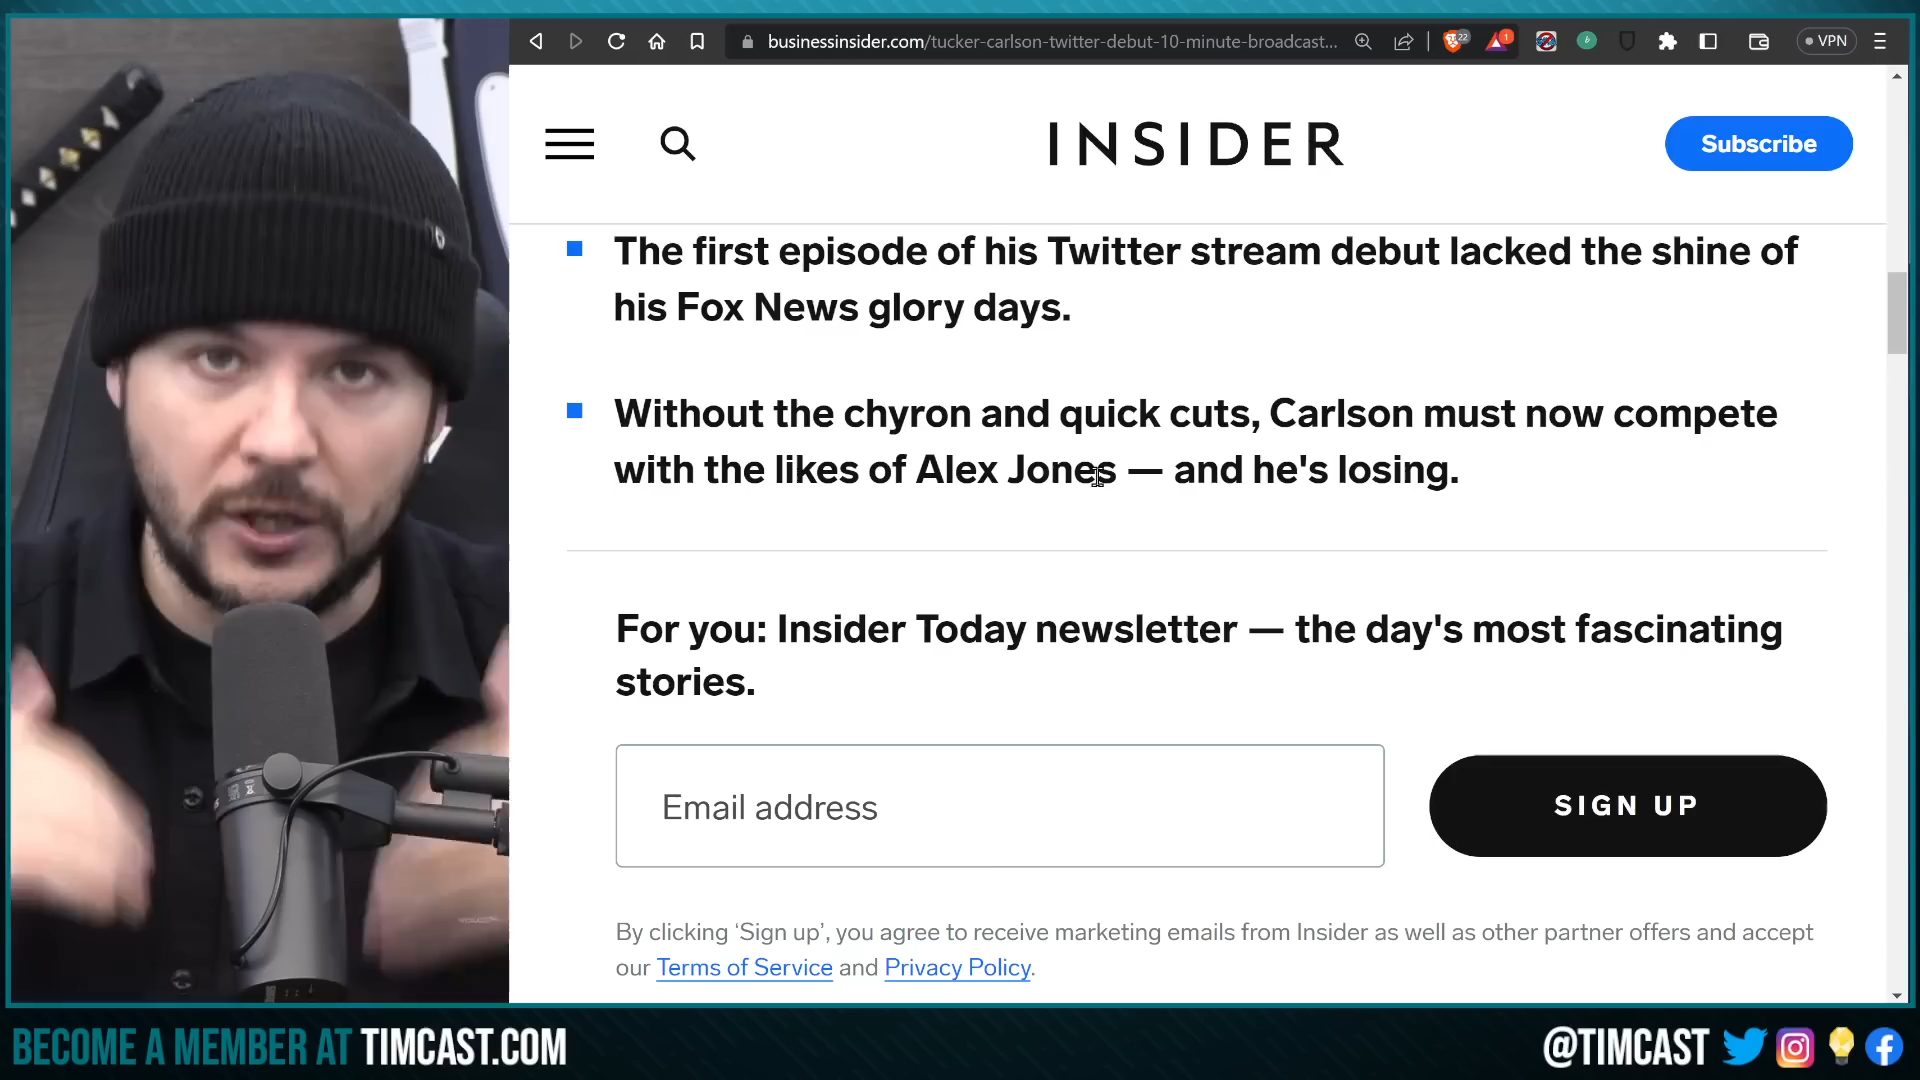 businessinsider.com/tucker-carlson-twitter-debut-10-minute-broadcast...
22
1
VPN
INSIDER
Subscribe
The first episode of his Twitter stream debut lacked the shine of
his Fox News glory days.
Without the chyron and quick cuts, Carlson must now compete
with the likes of Alex Jones — and he's losing.
For you: Insider Today newsletter — the day's most fascinating
stories.
Email address
SIGN UP
By clicking ‘Sign up’, you agree to receive marketing emails from Insider as well as other partner offers and accept
our Terms of Service and Privacy Policy.
BECOME A MEMBER AT TIMCAST.COM
@TIMCAST